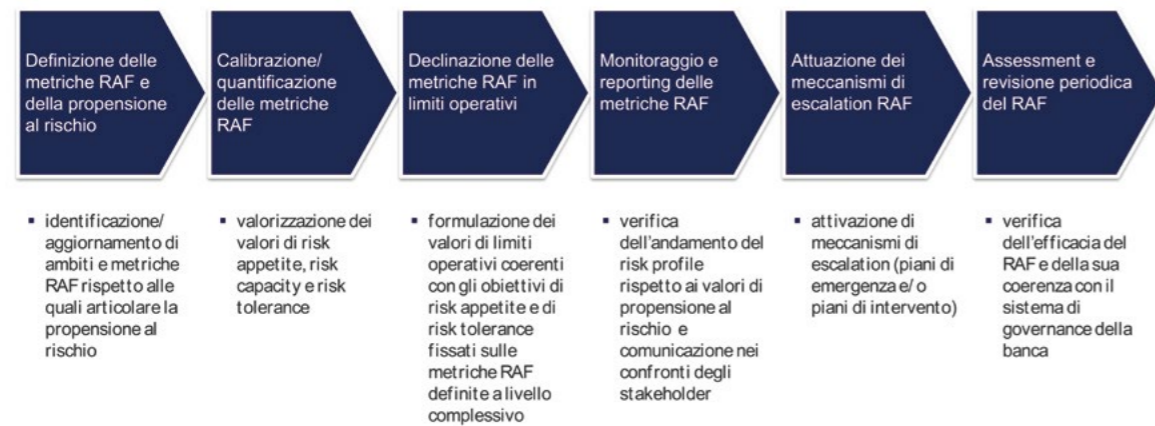 Definizione delle
metriche RAF e
della propensione
al rischio
Calibrazione/
quantificazione
delle metriche
RAF
Declinazione delle
metriche RAF in
limiti operativi
Monitoraggio e
reporting delle
metriche RAF
Attuazione dei
meccanismi di
escalation RAF
Assessment e
revisione periodica
del RAF
▪ identificazione/
aggiornamento di
ambiti e metriche
RAF rispetto alle
quali articolare la
propensione al
rischio
▪ valorizzazione dei
valori di risk
appetite, risk
capacity e risk
tolerance
▪ formulazione dei
valori di limiti
operativi coerenti
con gli obiettivi di
risk appetite e di
risk tolerance
fissati sulle
metriche RAF
definite a livello
complessivo
▪ verifica
dell'andamento del
risk profile
rispetto ai valori di
propensione al
rischio e
comunicazione nei
confronti degli
stakeholder
▪ attivazione di
meccanismi di
escalation (piani di
emergenza e/ o
piani di intervento)
▪ verifica
dell'efficacia del
RAF e della sua
coerenza con il
sistema di
governance della
banca